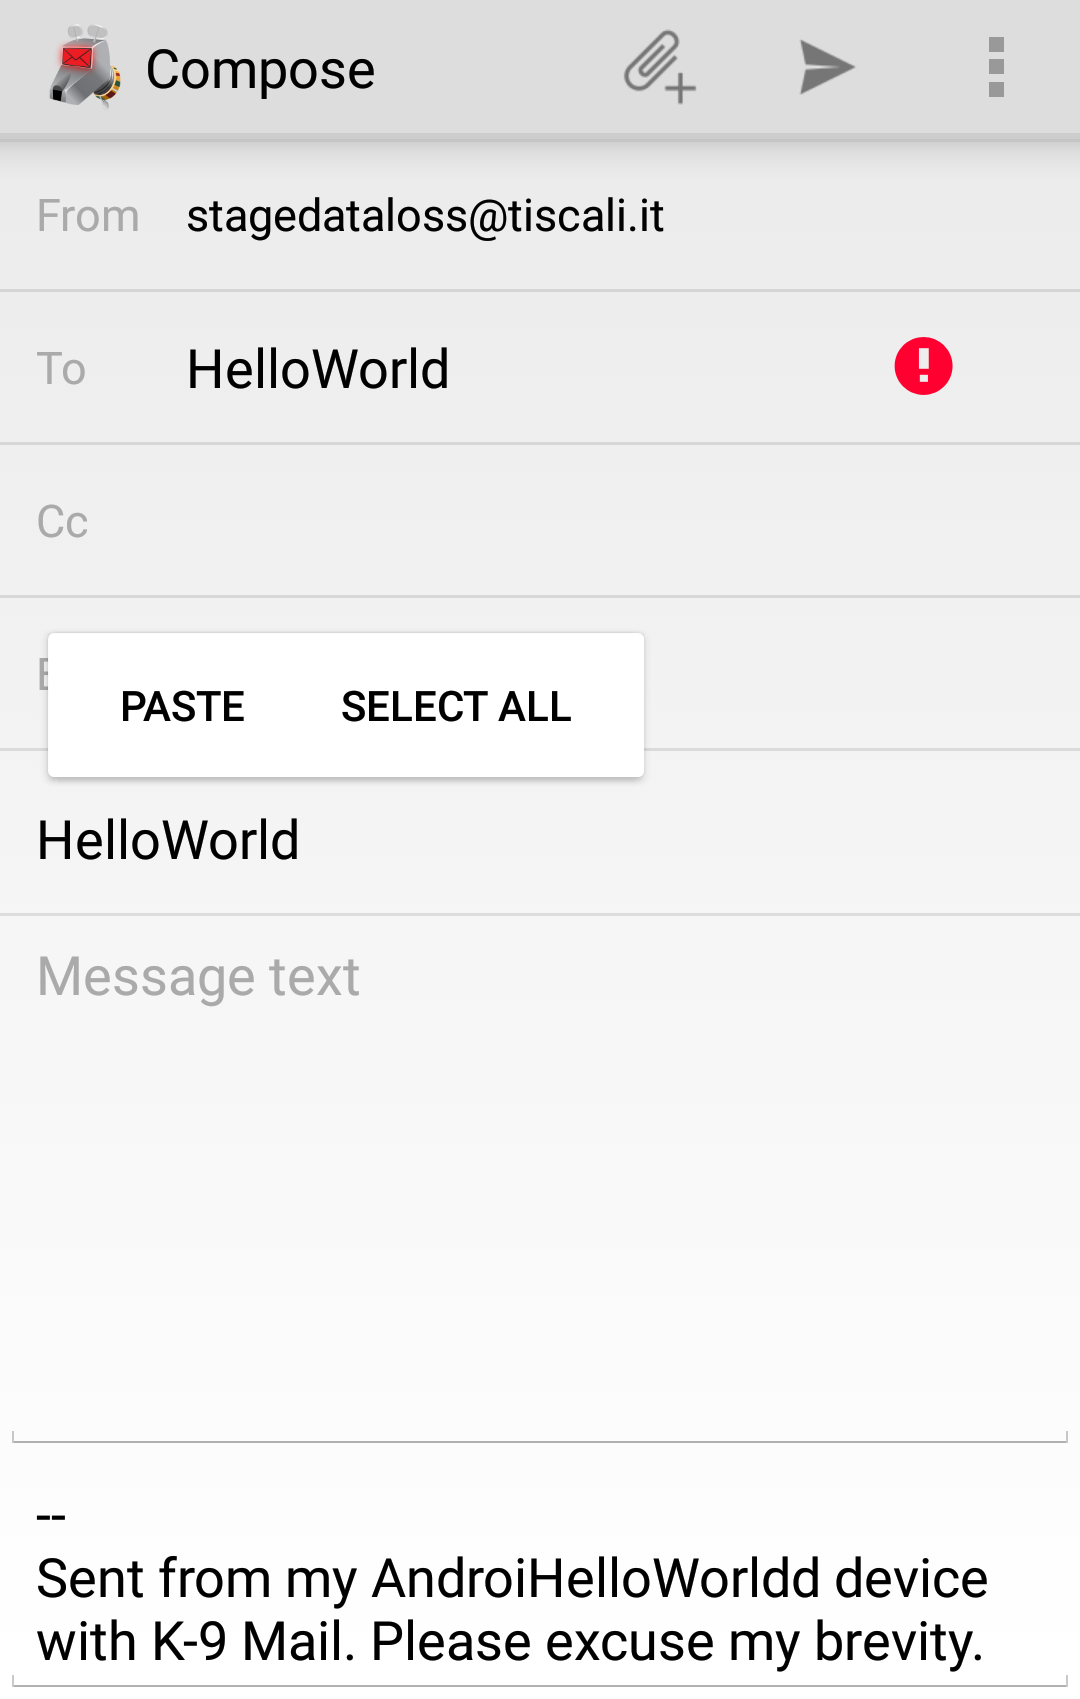 Compose
From stagedataloss@tiscali.it
To HelloWorld
Cc
PASTE SELECT ALL
HelloWorld
Message text
--
Sent from my AndroiHelloWorldd device
with K-9 Mail. Please excuse my brevity.